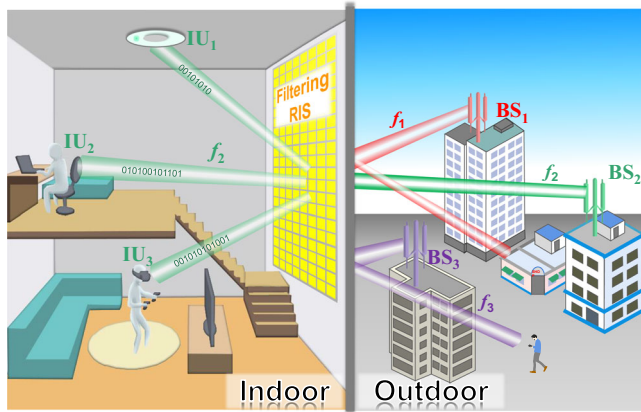 IU1
00101010
Filtering
RIS
IU2
f2
010100101101
IU3
001010101001
Indoor
f1
BS1
f2
BS2
BS3
f3
Outdoor